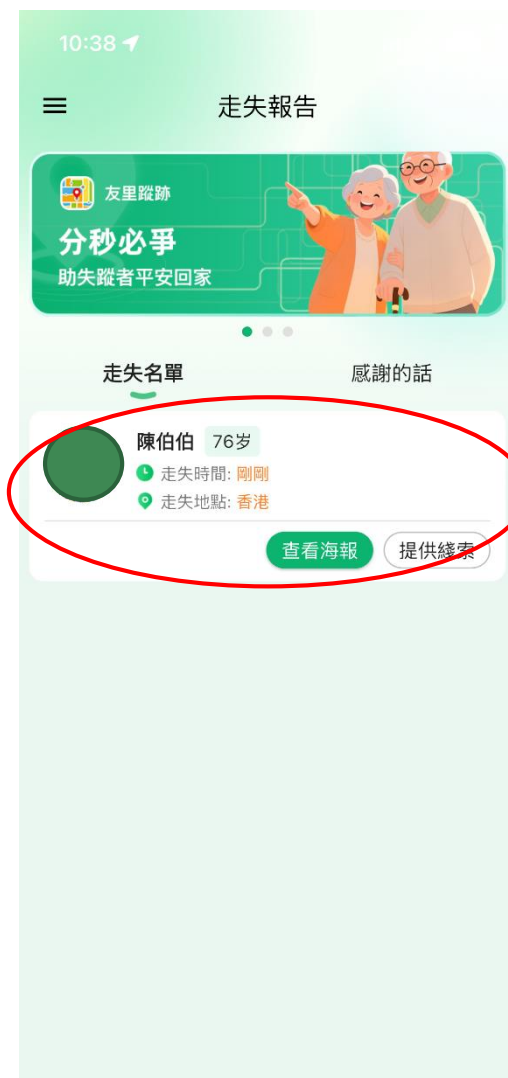 10:38
走失報告
友里蹤跡
分秒必爭
助失蹤者平安回家
走失名單
感謝的話
陳伯伯 76岁
走失時間: 剛剛
走失地點: 香港
查看海報
提供綫索